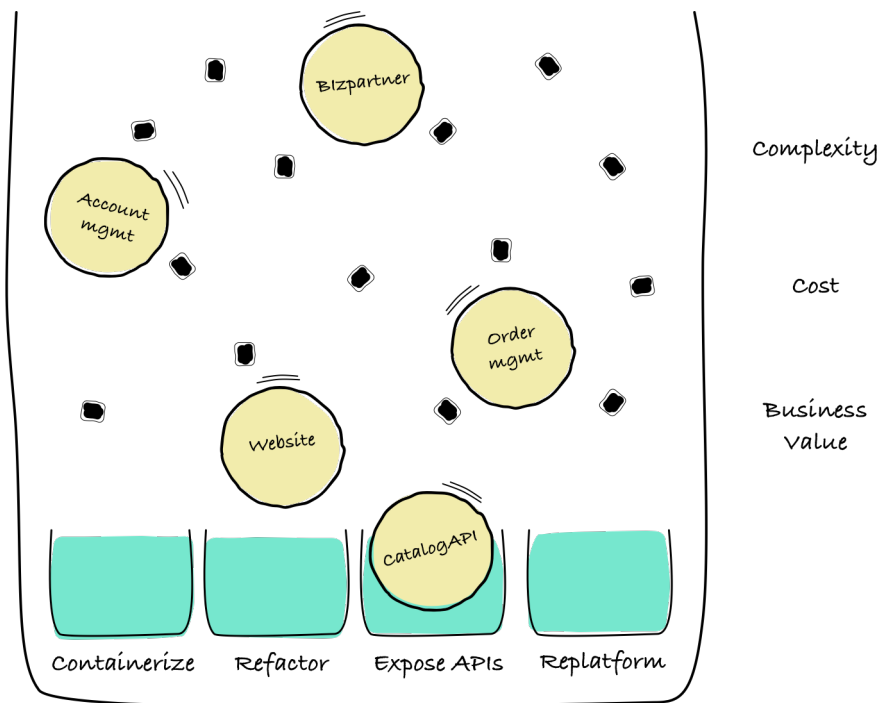 BIzpartner
Complexity
Account
mgmt
Cost
Order
mgmt
Business
Value
Website
CatalogAPI
Containerize
Refactor
Expose APIs
Replatform